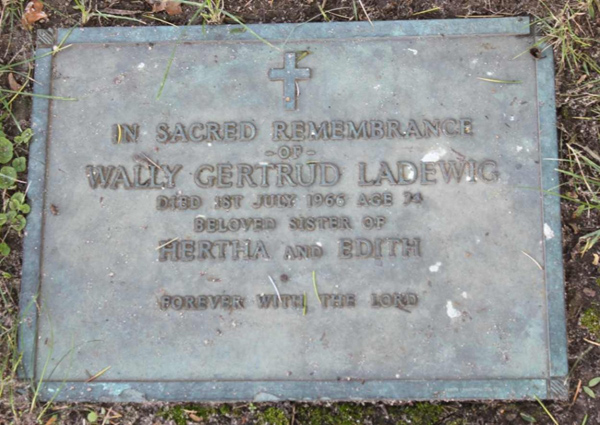 IN SACRED REMEMBRANCE
-OF-
WALLY GERTRUD LADEWIG
DIED 1ST JULY 1966 AGE 74
BELOVED SISTER OF
HERTHA AND EDITH
FOREVER WITH THE LORD